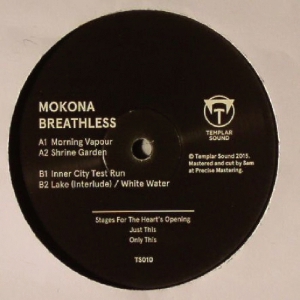 MOKONA
BREATHLESS
A1 Morning Vapour
A2 Shrine Garden
B1 Inner City Test Run
B2 Lake (Interlude) / White Water
TEMPLAR
SOUND
© Templar Sound 2015.
Mastered and cut by Sam
at Precise Mastering.
Stages For The Heart's Opening
Just This
Only This
TS010